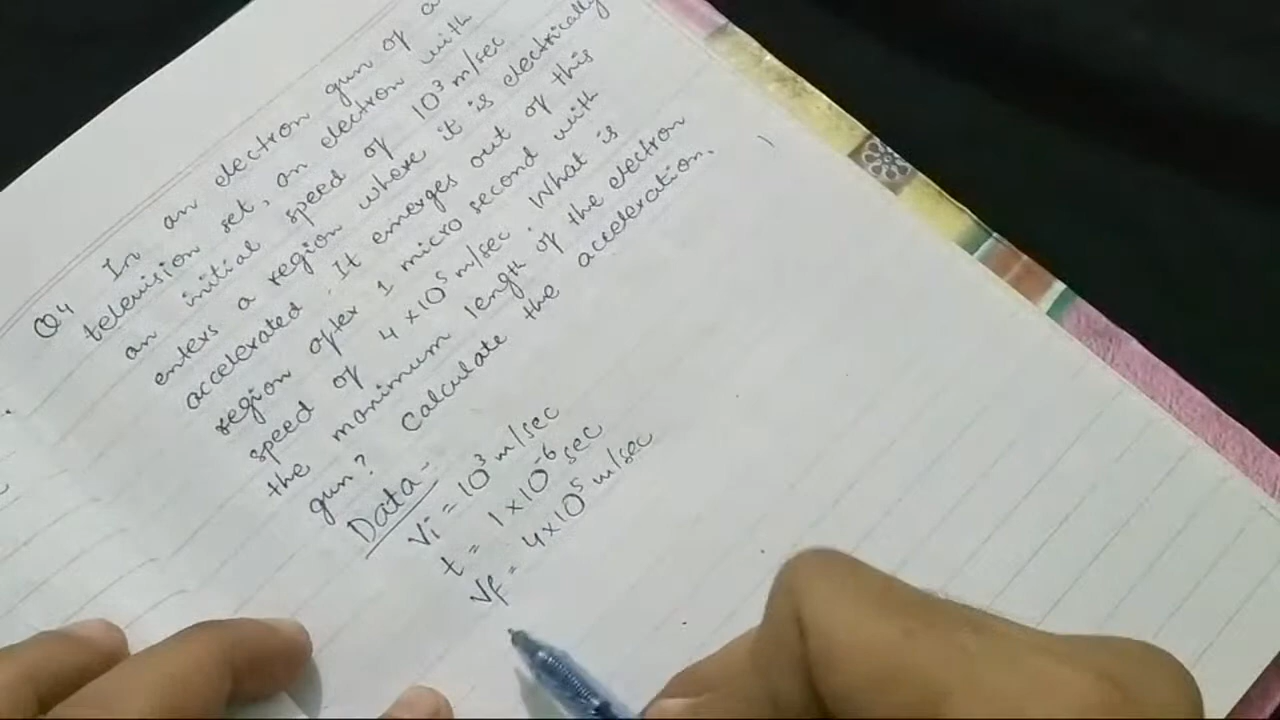 Q4 In an electron gun of a
television set, an electron with
an initial speed of 10³ m/sec
enters a region where it is electrically
accelerated. It emerges out of this
region after 1 micro second with
speed of 4×10⁵ m/sec. What is
the maximum length of the electron
gun? Calculate the acceleration.
Data-
Vi = 10³ m/sec
t = 1×10⁻⁶ sec
Vf = 4×10⁵ m/sec